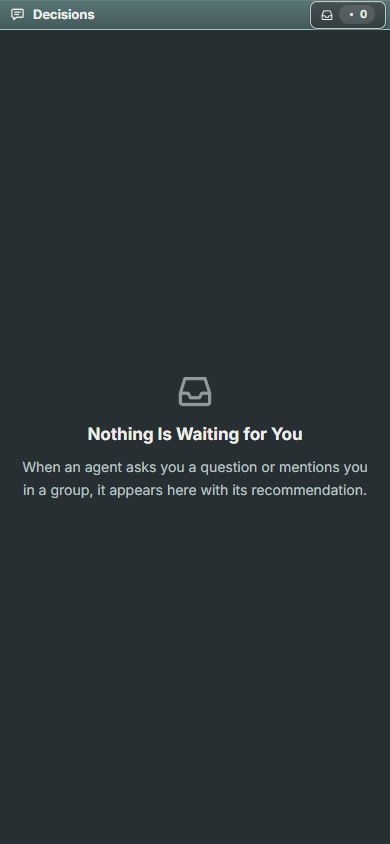 Decisions
• 0
Nothing Is Waiting for You
When an agent asks you a question or mentions you
in a group, it appears here with its recommendation.